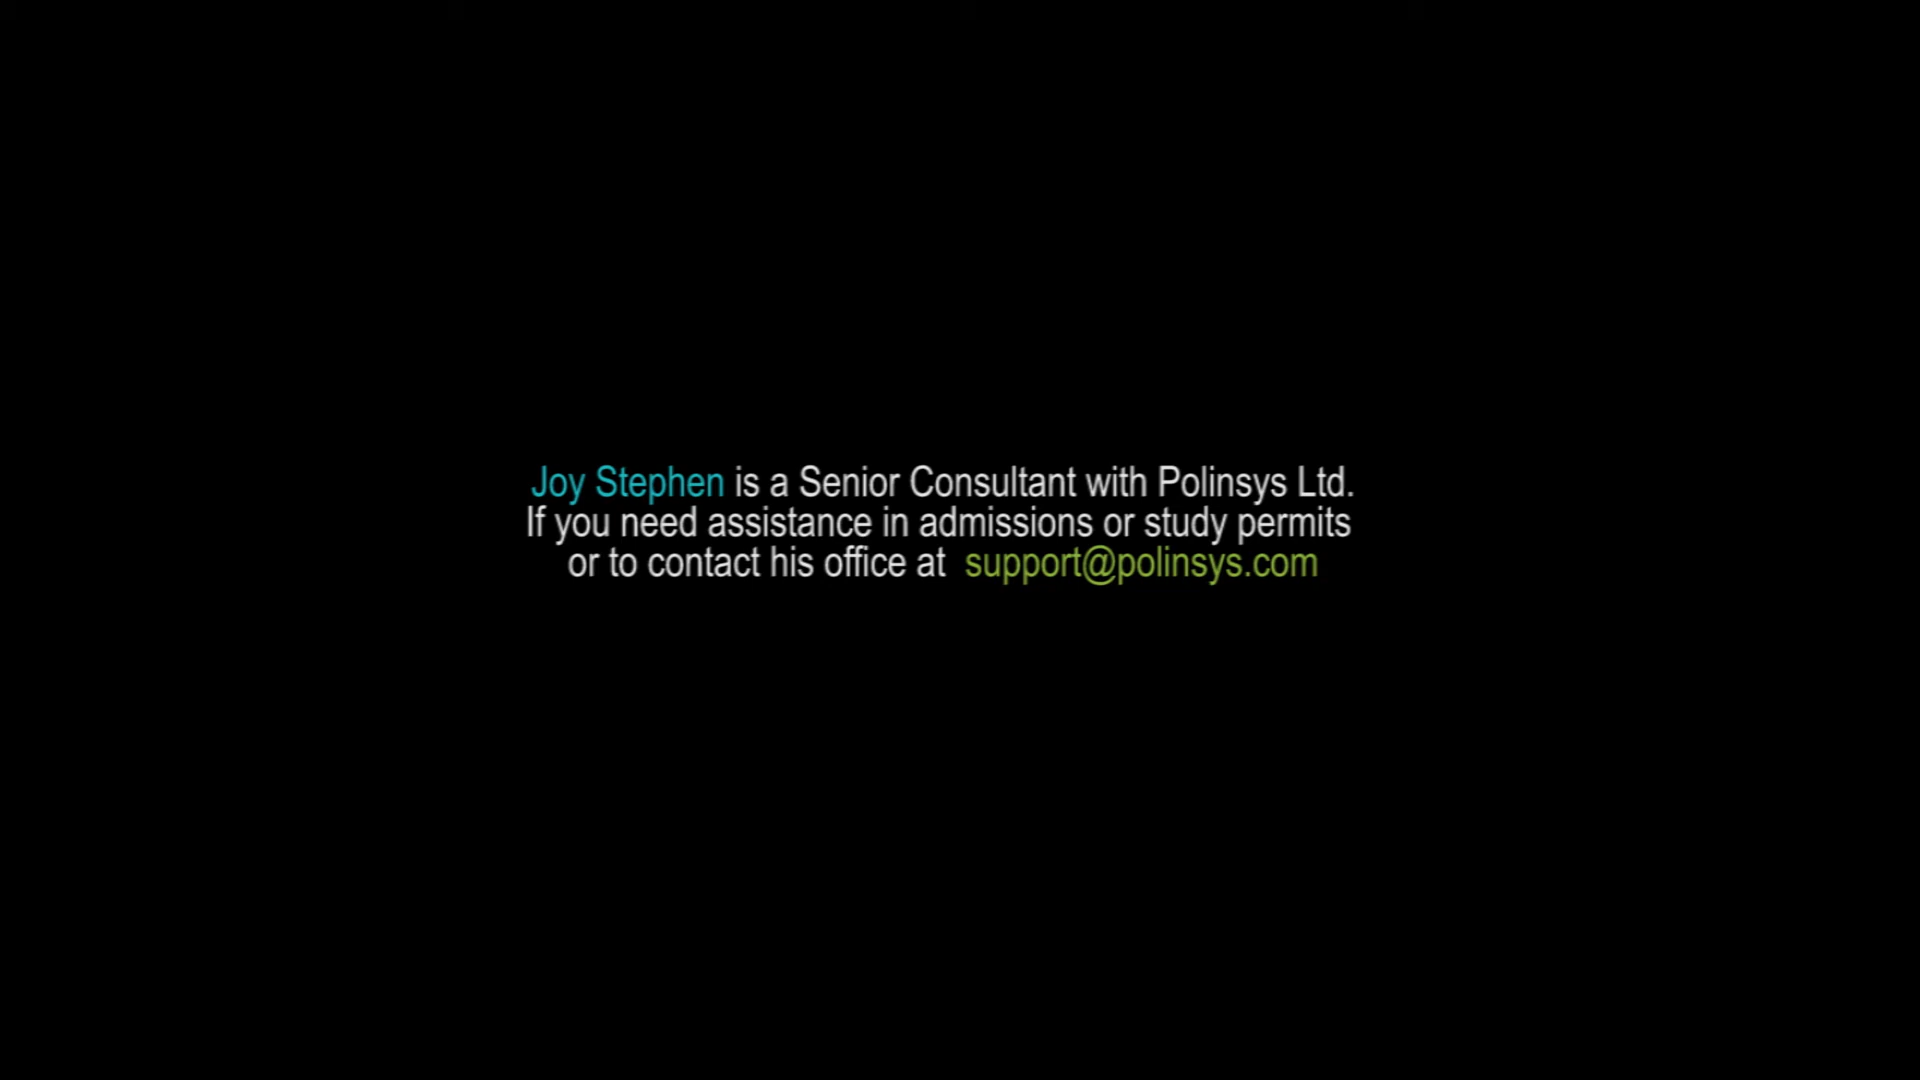 Joy Stephen is a Senior Consultant with Polinsys Ltd.
If you need assistance in admissions or study permits
or to contact his office at support@polinsys.com